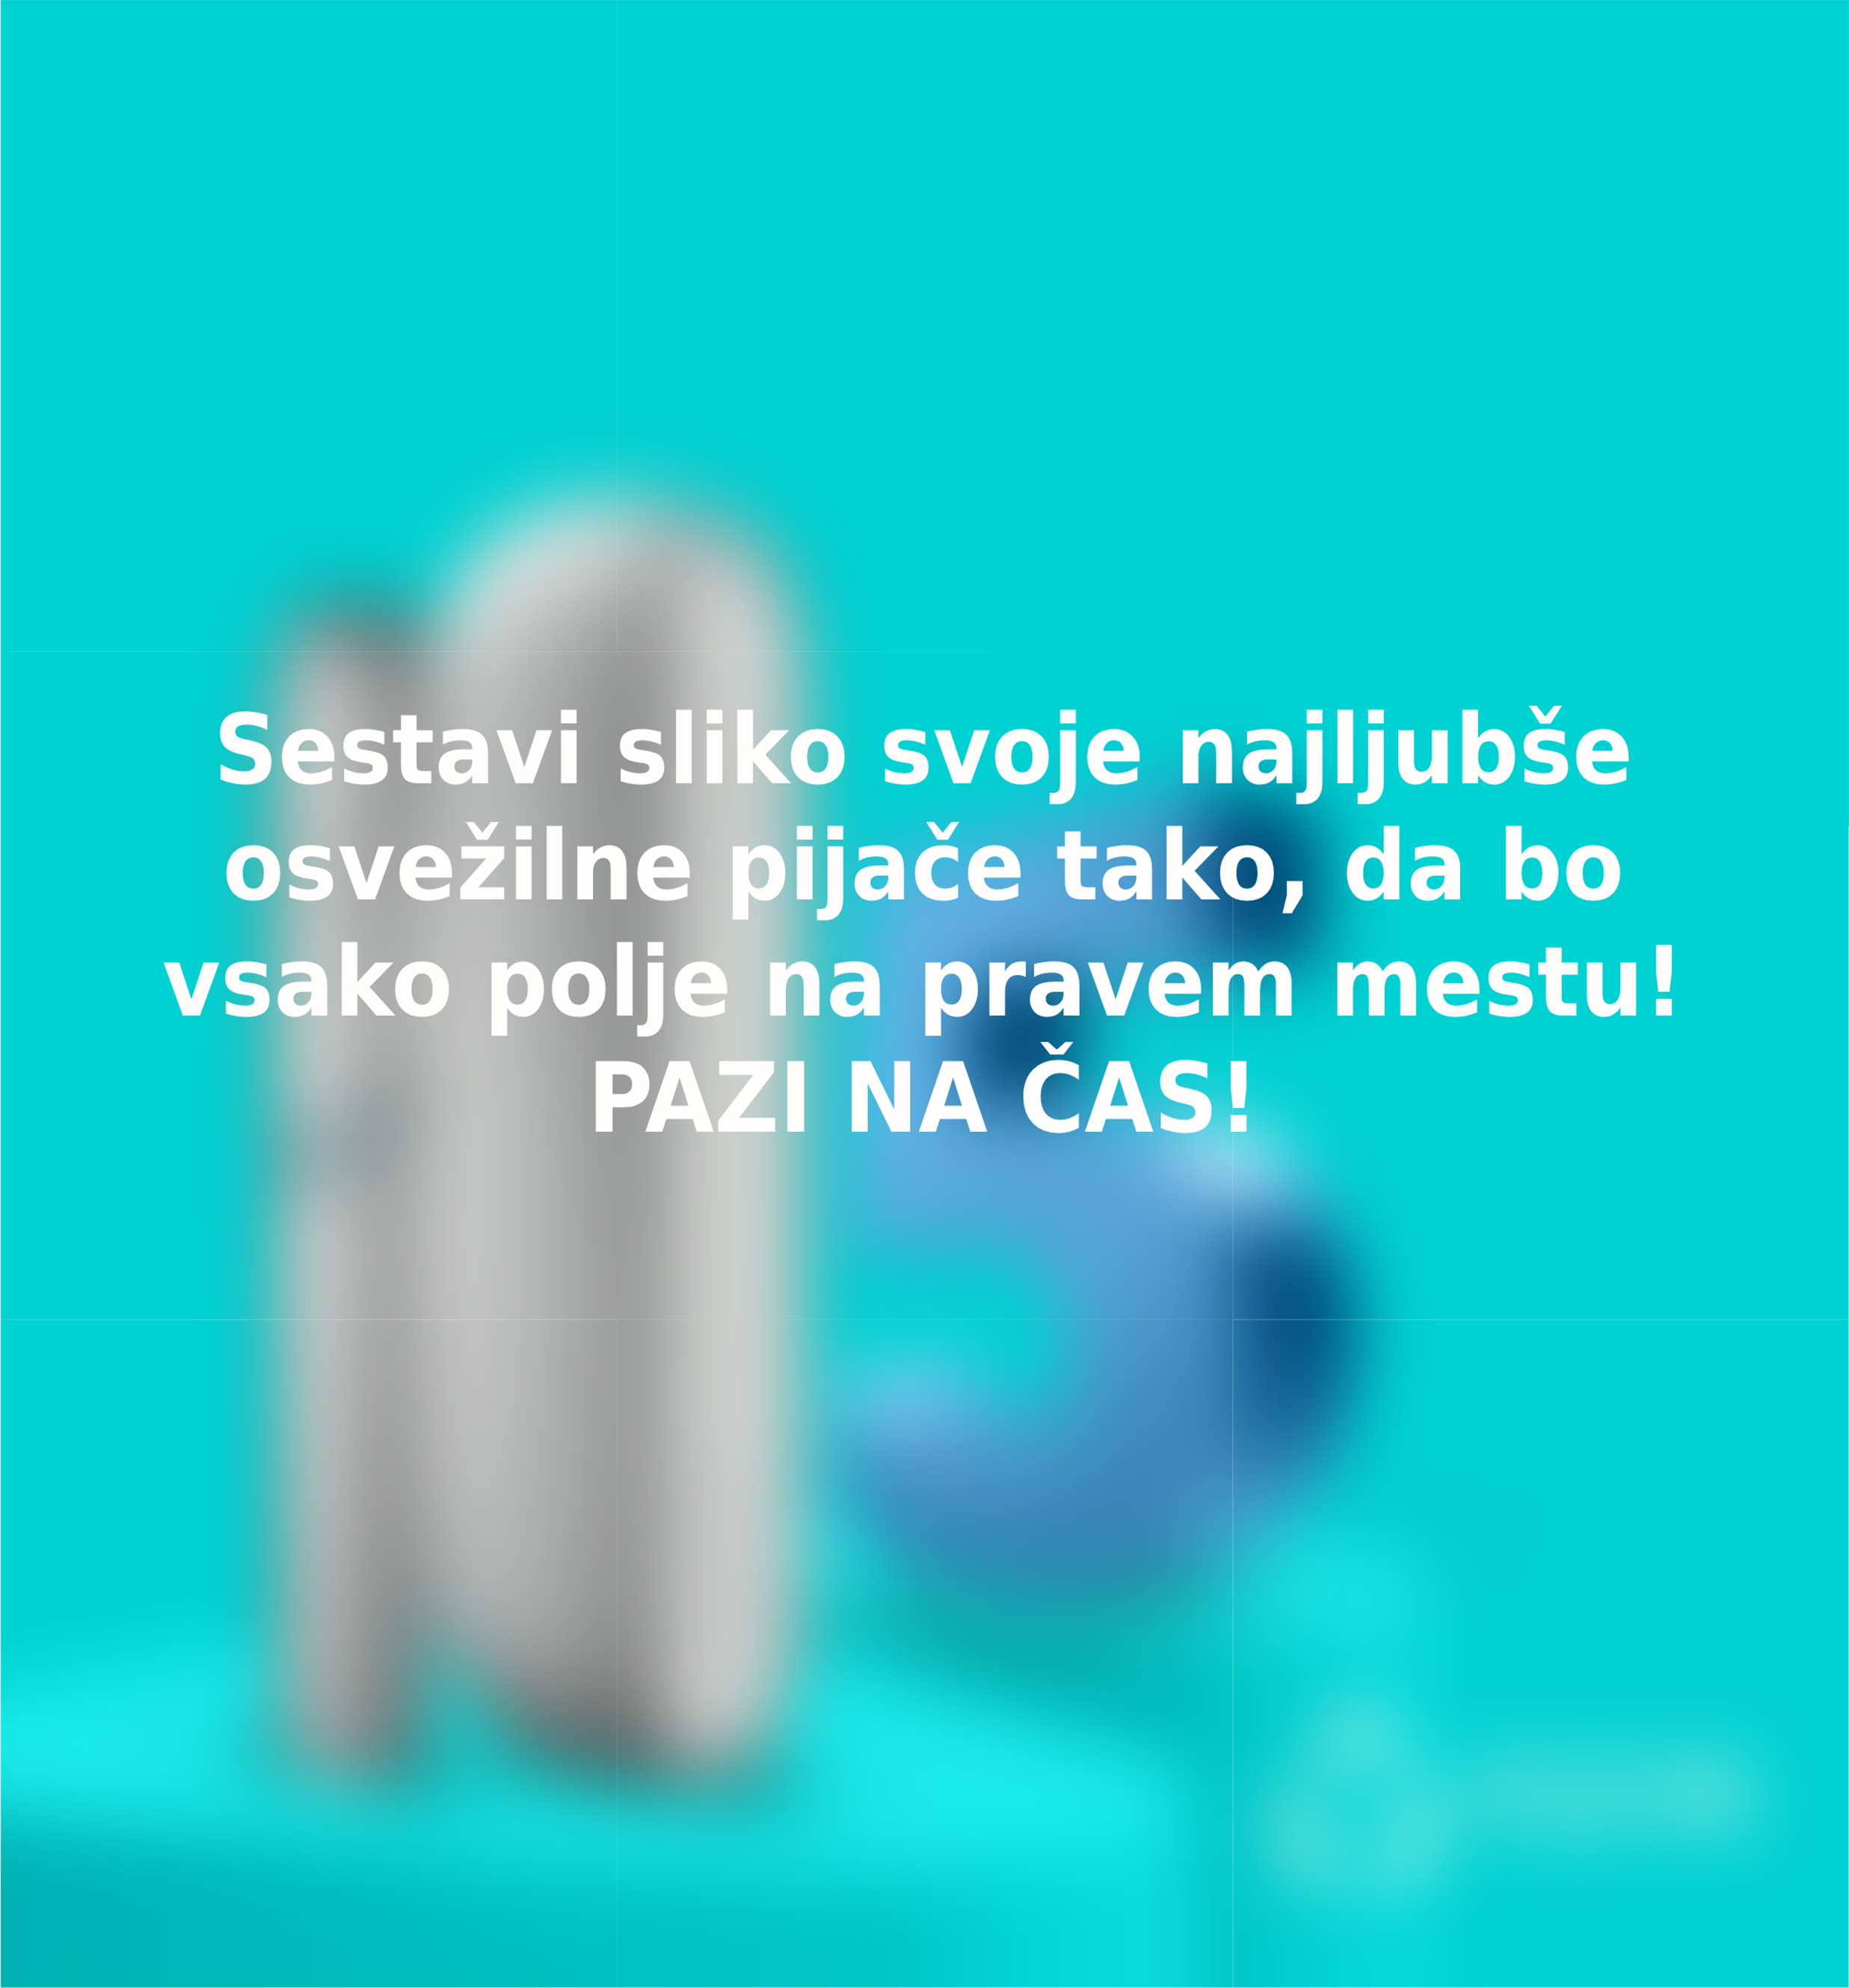 Sestavi sliko svoje najljubše
osvežilne pijače tako, da bo
vsako polje na pravem mestu!
PAZI NA ČAS!